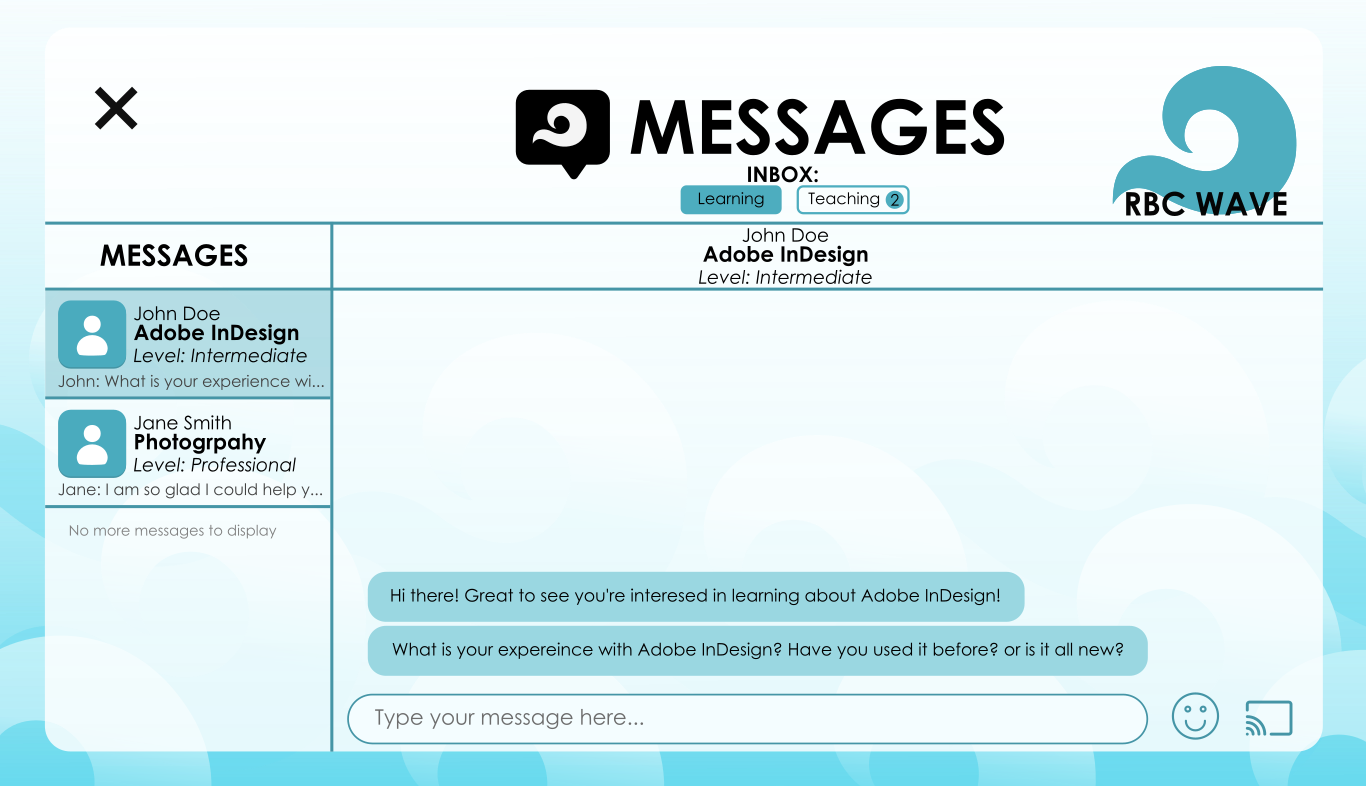 MESSAGES
INBOX:
Learning
Teaching 2
RBC WAVE
MESSAGES
John Doe
Adobe InDesign
Level: Intermediate
John Doe
Adobe InDesign
Level: Intermediate
John: What is your experience wi...
Jane Smith
Photogrpahy
Level: Professional
Jane: I am so glad I could help y...
No more messages to display
Hi there! Great to see you're interesed in learning about Adobe InDesign!
What is your expereince with Adobe InDesign? Have you used it before? or is it all new?
Type your message here...